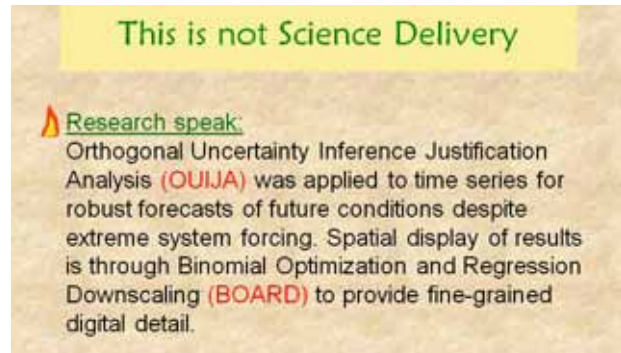 This is not Science Delivery
Research speak:
Orthogonal Uncertainty Inference Justification
Analysis (OUIJA) was applied to time series for
robust forecasts of future conditions despite
extreme system forcing. Spatial display of results
is through Binomial Optimization and Regression
Downscaling (BOARD) to provide fine-grained
digital detail.